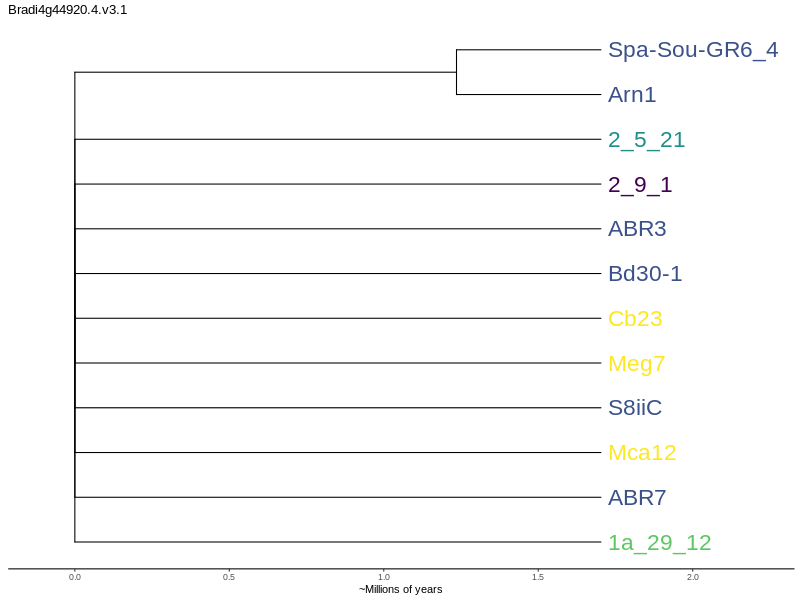 Bradi4g44920.4.v3.1
Spa-Sou-GR6_4
Arn1
2_5_21
2_9_1
ABR3
Bd30-1
Cb23
Meg7
S8iiC
Mca12
ABR7
1a_29_12
0.0 0.5 1.0 1.5 2.0
~Millions of years